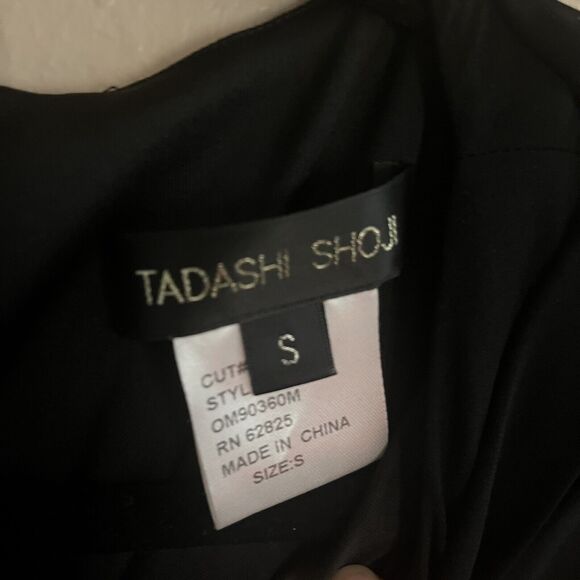 TADASHI SHOJI
S
CUT#
STYL
OM90360M
RN 62825
MADE IN CHINA
SIZE:S